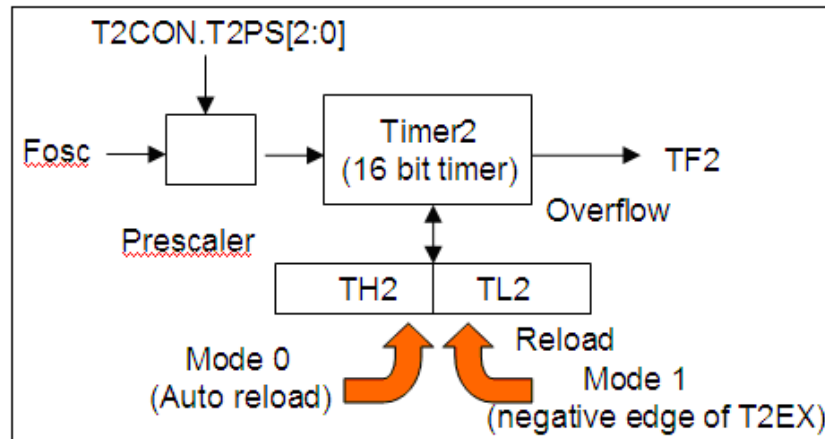 T2CON.T2PS[2:0]
Fosc
Prescaler
Timer2
(16 bit timer)
TF2
Overflow
TH2
TL2
Mode 0
(Auto reload)
Reload
Mode 1
(negative edge of T2EX)